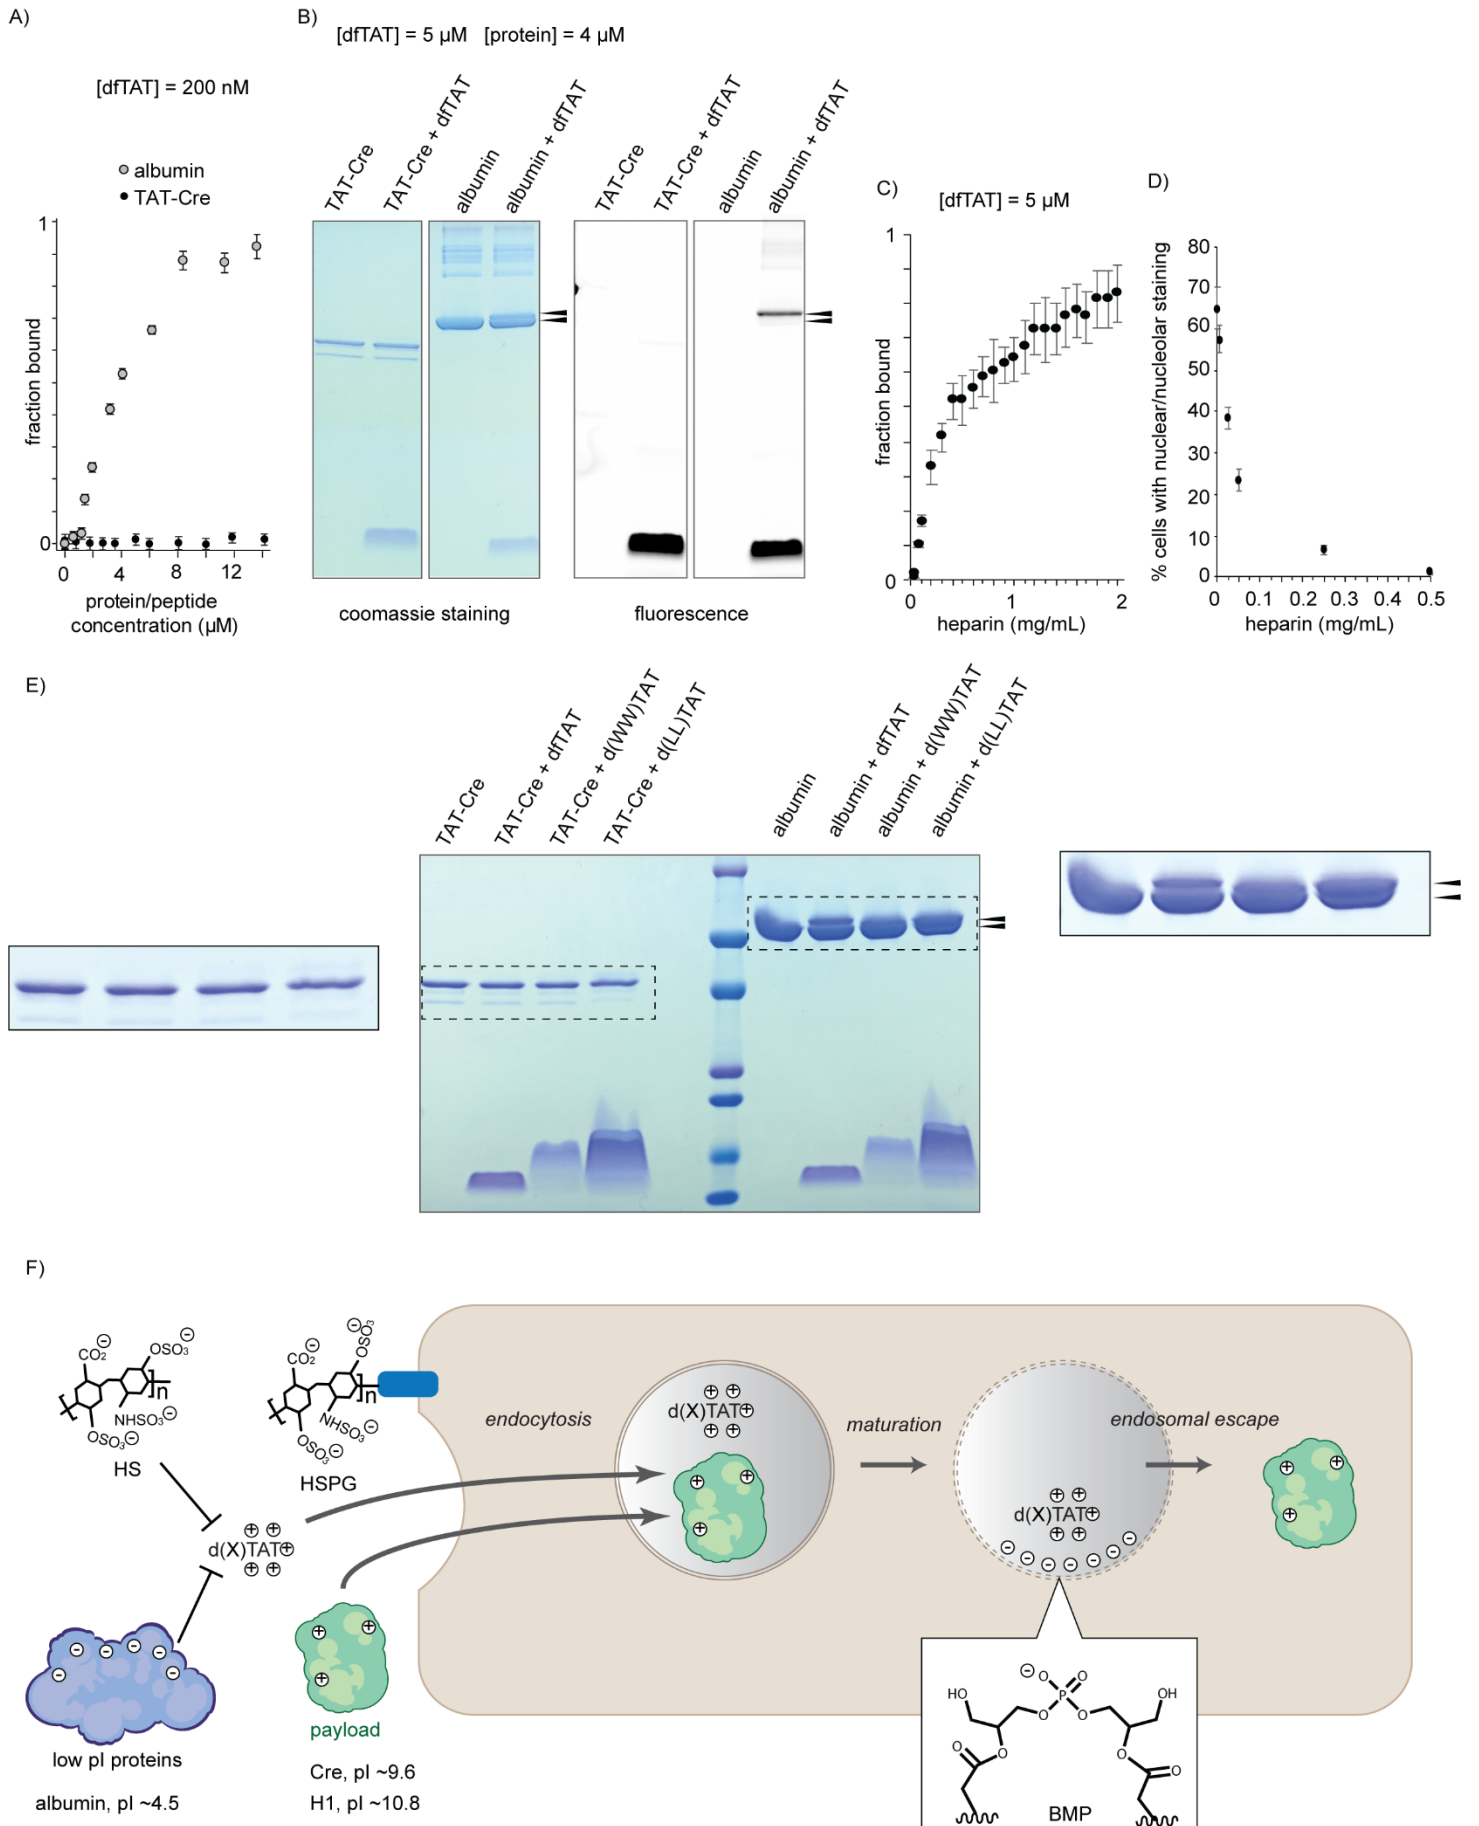 A)
[dfTAT] = 200 nM
albumin
TAT-Cre
1
fraction bound
0
0 4 8 12
protein/peptide
concentration (µM)
B)
[dfTAT] = 5 µM [protein] = 4 µM
TAT-Cre
TAT-Cre + dfTAT
albumin
albumin + dfTAT
TAT-Cre
TAT-Cre + dfTAT
albumin
albumin + dfTAT
coomassie staining
fluorescence
C)
[dfTAT] = 5 µM
1
fraction bound
0
0 1 2
heparin (mg/mL)
D)
% cells with nuclear/nucleolar staining
80
70
60
50
40
30
20
10
0
0 0.1 0.2 0.3 0.4 0.5
heparin (mg/mL)
E)
TAT-Cre
TAT-Cre + dfTAT
TAT-Cre + d(WW)TAT
TAT-Cre + d(LL)TAT
albumin
albumin + dfTAT
albumin + d(WW)TAT
albumin + d(LL)TAT
F)
CO2⊖
OSO3⊖
n
NHSO3⊖
OSO3⊖
HS
CO2⊖
OSO3⊖
n
NHSO3⊖
OSO3⊖
HSPG
endocytosis
d(X)TAT⊕
maturation
d(X)TAT⊕
endosomal escape
d(X)TAT⊕
payload
low pI proteins
albumin, pI ~4.5
Cre, pI ~9.6
H1, pI ~10.8
⊖ O O
HO O P O OH
O O
O O
BMP